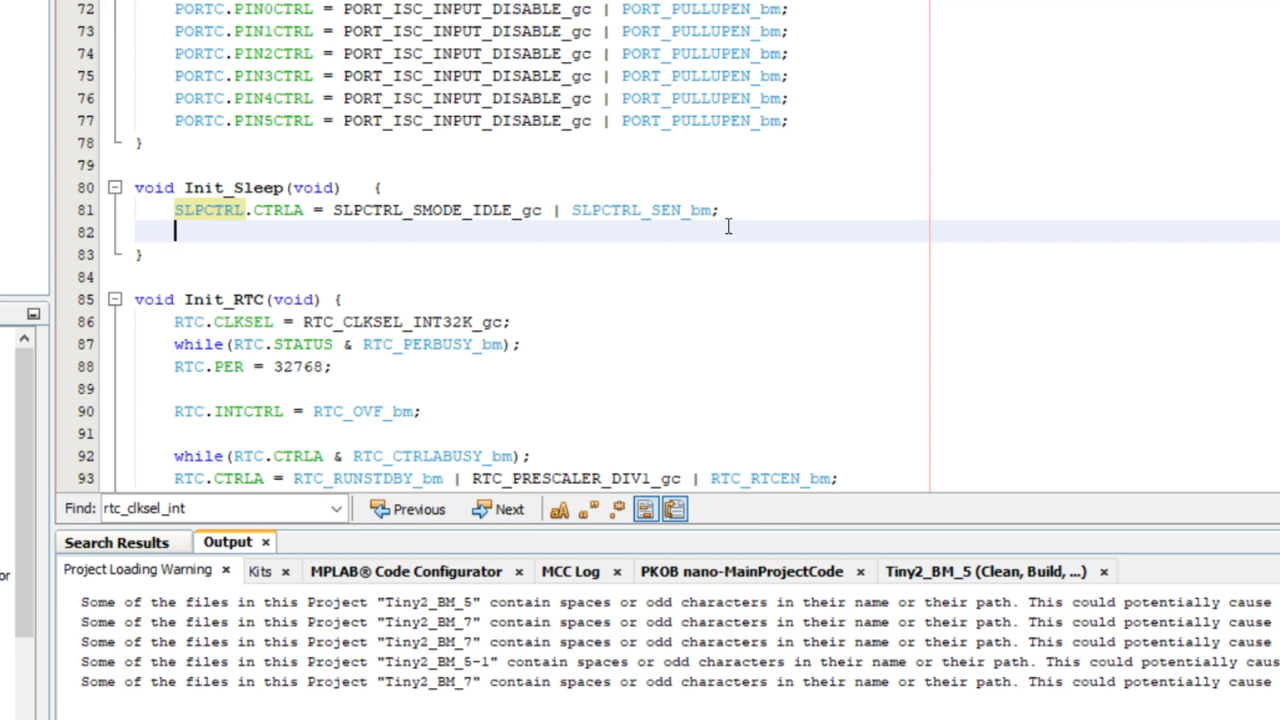 72 PORTC.PIN0CTRL = PORT_ISC_INPUT_DISABLE_gc | PORT_PULLUPEN_bm;
73 PORTC.PIN1CTRL = PORT_ISC_INPUT_DISABLE_gc | PORT_PULLUPEN_bm;
74 PORTC.PIN2CTRL = PORT_ISC_INPUT_DISABLE_gc | PORT_PULLUPEN_bm;
75 PORTC.PIN3CTRL = PORT_ISC_INPUT_DISABLE_gc | PORT_PULLUPEN_bm;
76 PORTC.PIN4CTRL = PORT_ISC_INPUT_DISABLE_gc | PORT_PULLUPEN_bm;
77 PORTC.PIN5CTRL = PORT_ISC_INPUT_DISABLE_gc | PORT_PULLUPEN_bm;
78 }
79
80 void Init_Sleep(void) {
81 SLPCTRL.CTRLA = SLPCTRL_SMODE_IDLE_gc | SLPCTRL_SEN_bm;
82
83 }
84
85 void Init_RTC(void) {
86 RTC.CLKSEL = RTC_CLKSEL_INT32K_gc;
87 while(RTC.STATUS & RTC_PERBUSY_bm);
88 RTC.PER = 32768;
89
90 RTC.INTCTRL = RTC_OVF_bm;
91
92 while(RTC.CTRLA & RTC_CTRLABUSY_bm);
93 RTC.CTRLA = RTC_RUNSTDBY_bm | RTC_PRESCALER_DIV1_gc | RTC_RTCEN_bm;
Find: rtc_clksel_int Previous Next
Search Results Output
or
Project Loading Warning Kits MPLAB® Code Configurator MCC Log PKOB nano-MainProjectCode Tiny2_BM_5 (Clean, Build, ...)
Some of the files in this Project "Tiny2_BM_5" contain spaces or odd characters in their name or their path. This could potentially cause
Some of the files in this Project "Tiny2_BM_7" contain spaces or odd characters in their name or their path. This could potentially cause
Some of the files in this Project "Tiny2_BM_7" contain spaces or odd characters in their name or their path. This could potentially cause
Some of the files in this Project "Tiny2_BM_5-1" contain spaces or odd characters in their name or their path. This could potentially cau
Some of the files in this Project "Tiny2_BM_7" contain spaces or odd characters in their name or their path. This could potentially cause